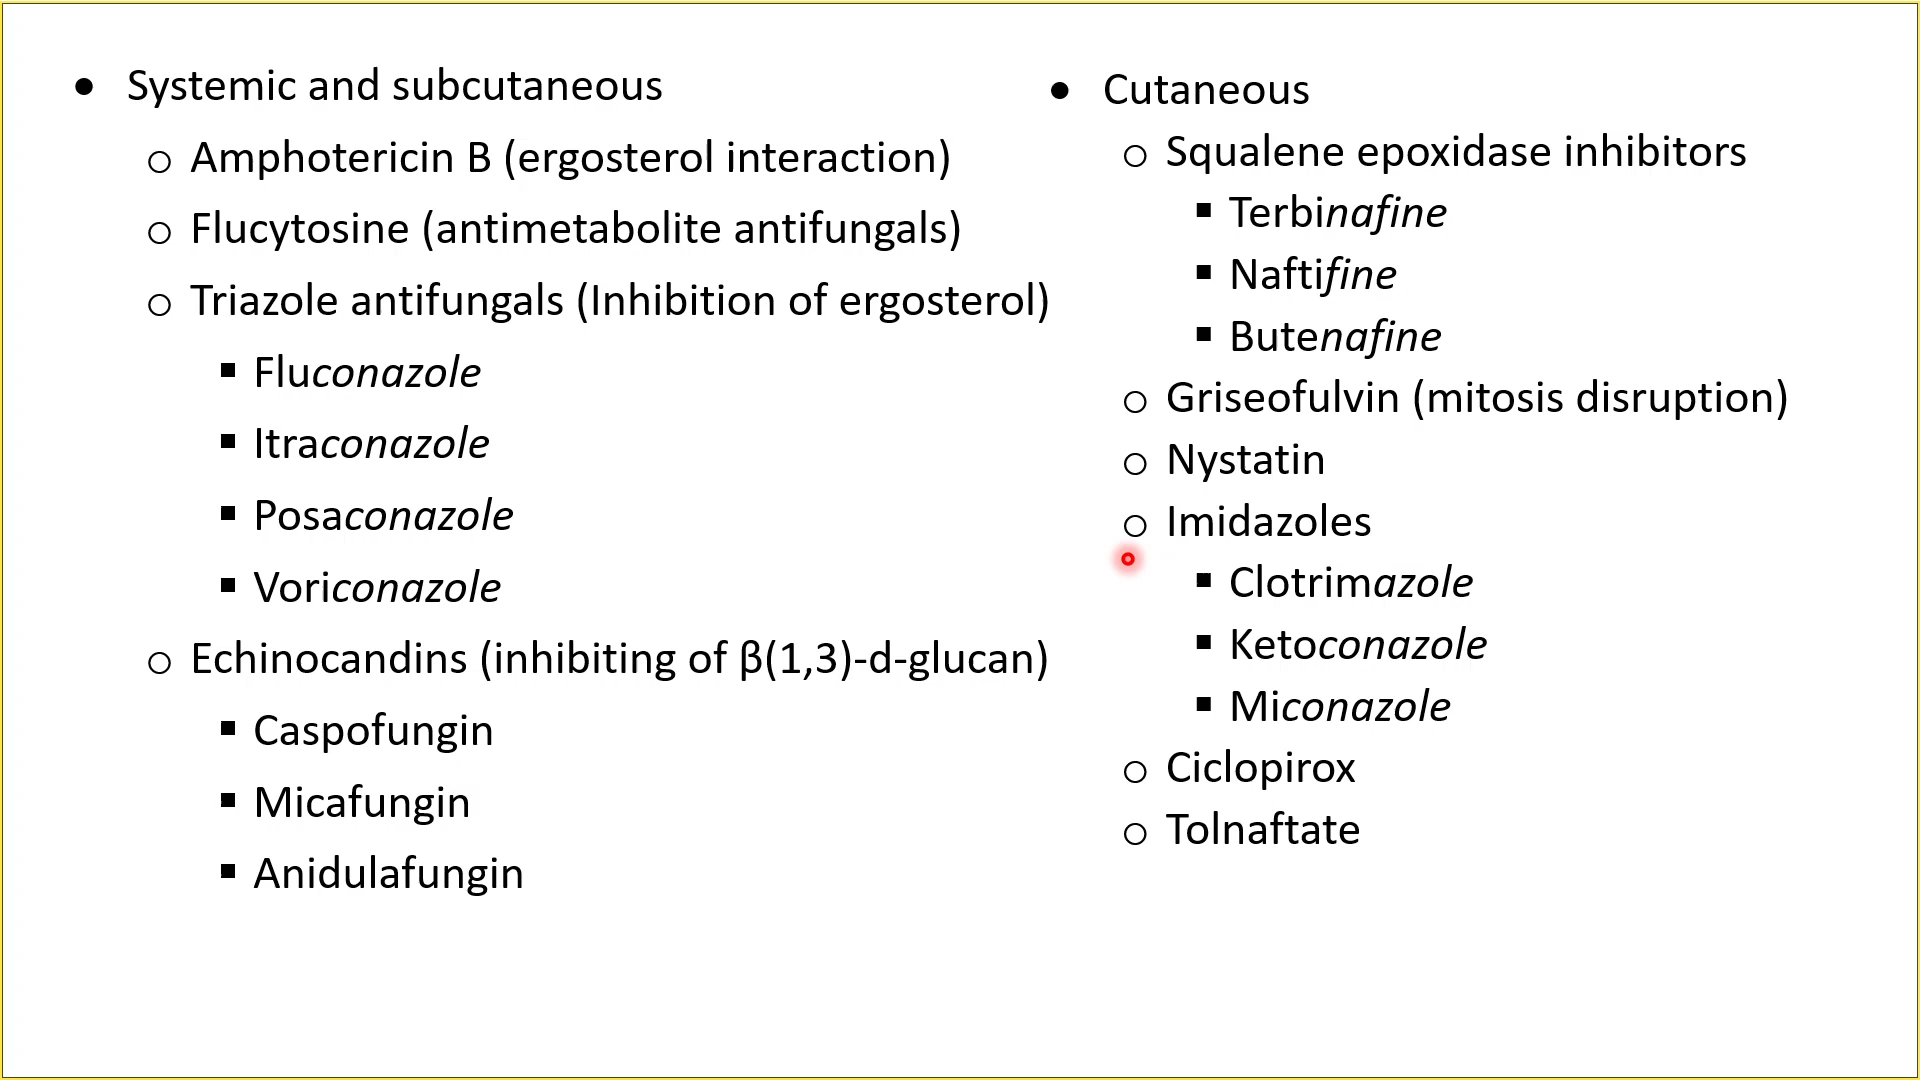 Systemic and subcutaneous
Amphotericin B (ergosterol interaction)
Flucytosine (antimetabolite antifungals)
Triazole antifungals (Inhibition of ergosterol)
Fluconazole
Itraconazole
Posaconazole
Voriconazole
Echinocandins (inhibiting of β(1,3)-d-glucan)
Caspofungin
Micafungin
Anidulafungin
Cutaneous
Squalene epoxidase inhibitors
Terbinafine
Naftifine
Butenafine
Griseofulvin (mitosis disruption)
Nystatin
Imidazoles
Clotrimazole
Ketoconazole
Miconazole
Ciclopirox
Tolnaftate